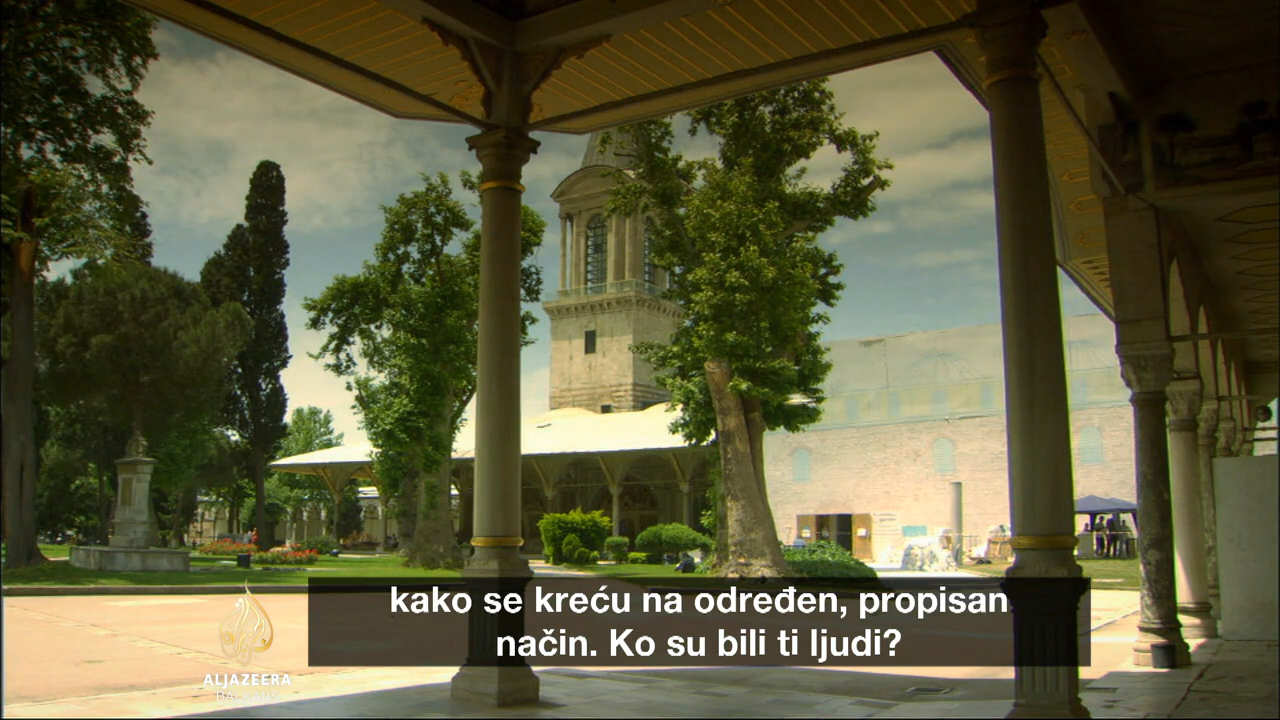 kako se kreću na određen, propisan
način. Ko su bili ti ljudi?
ALJAZEERA
BALKANS